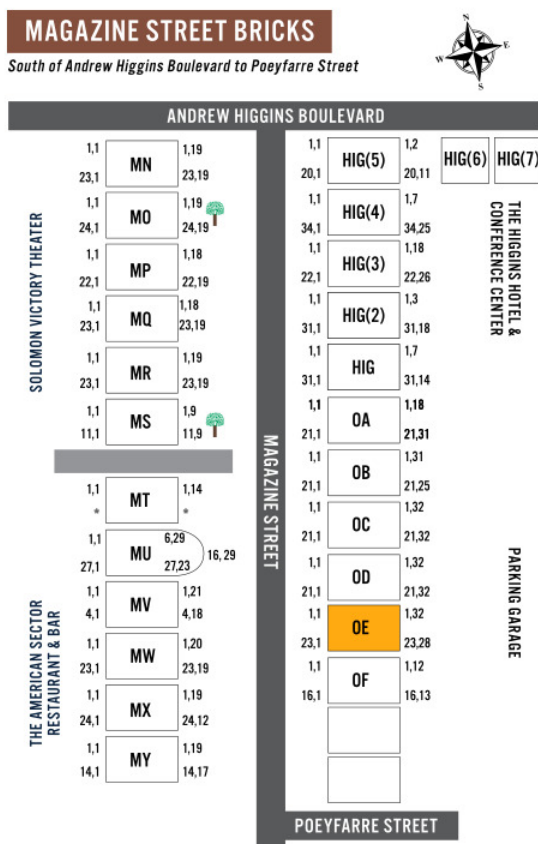 MAGAZINE STREET BRICKS
South of Andrew Higgins Boulevard to Poeyfarre Street
N
W E
S
ANDREW HIGGINS BOULEVARD
1,1 MN 1,19
23,1 23,19
1,1 MO 1,19
24,1 24,19
1,1 MP 1,18
22,1 22,19
1,1 MQ 1,18
23,1 23,19
1,1 MR 1,19
23,1 23,19
1,1 MS 1,9
11,1 11,9
1,1 MT 1,14
* *
1,1 MU 6,29 16, 29
27,1 27,23
1,1 MV 1,21
4,1 4,18
1,1 MW 1,20
23,1 23,19
1,1 MX 1,19
24,1 24,12
1,1 MY 1,19
14,1 14,17
SOLOMON VICTORY THEATER
THE AMERICAN SECTOR
RESTAURANT & BAR
MAGAZINE STREET
1,1 HIG(5) 1,2 HIG(6) HIG(7)
20,1 20,11
1,1 HIG(4) 1,7
34,1 34,25
1,1 HIG(3) 1,18
22,1 22,26
1,1 HIG(2) 1,3
31,1 31,18
1,1 HIG 1,7
31,1 31,14
1,1 OA 1,18
21,1 21,31
1,1 OB 1,31
21,1 21,25
1,1 OC 1,32
21,1 21,32
1,1 OD 1,32
21,1 21,32
1,1 OE 1,32
23,1 23,28
1,1 OF 1,12
16,1 16,13
THE HIGGINS HOTEL &
CONFERENCE CENTER
PARKING GARAGE
POEYFARRE STREET